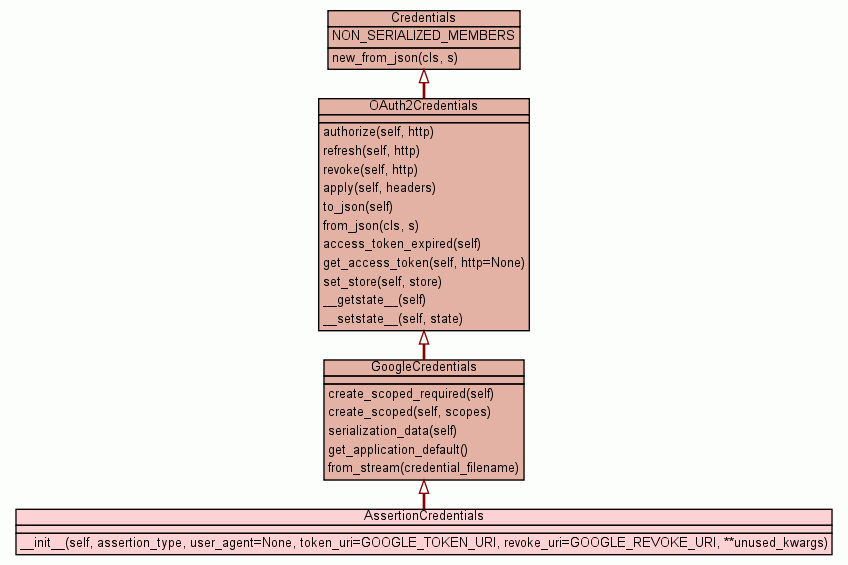 Credentials
NON_SERIALIZED_MEMBERS
new_from_json(cls, s)
OAuth2Credentials
authorize(self, http)
refresh(self, http)
revoke(self, http)
apply(self, headers)
to_json(self)
from_json(cls, s)
access_token_expired(self)
get_access_token(self, http=None)
set_store(self, store)
__getstate__(self)
__setstate__(self, state)
GoogleCredentials
create_scoped_required(self)
create_scoped(self, scopes)
serialization_data(self)
get_application_default()
from_stream(credential_filename)
AssertionCredentials
__init__(self, assertion_type, user_agent=None, token_uri=GOOGLE_TOKEN_URI, revoke_uri=GOOGLE_REVOKE_URI, **unused_kwargs)